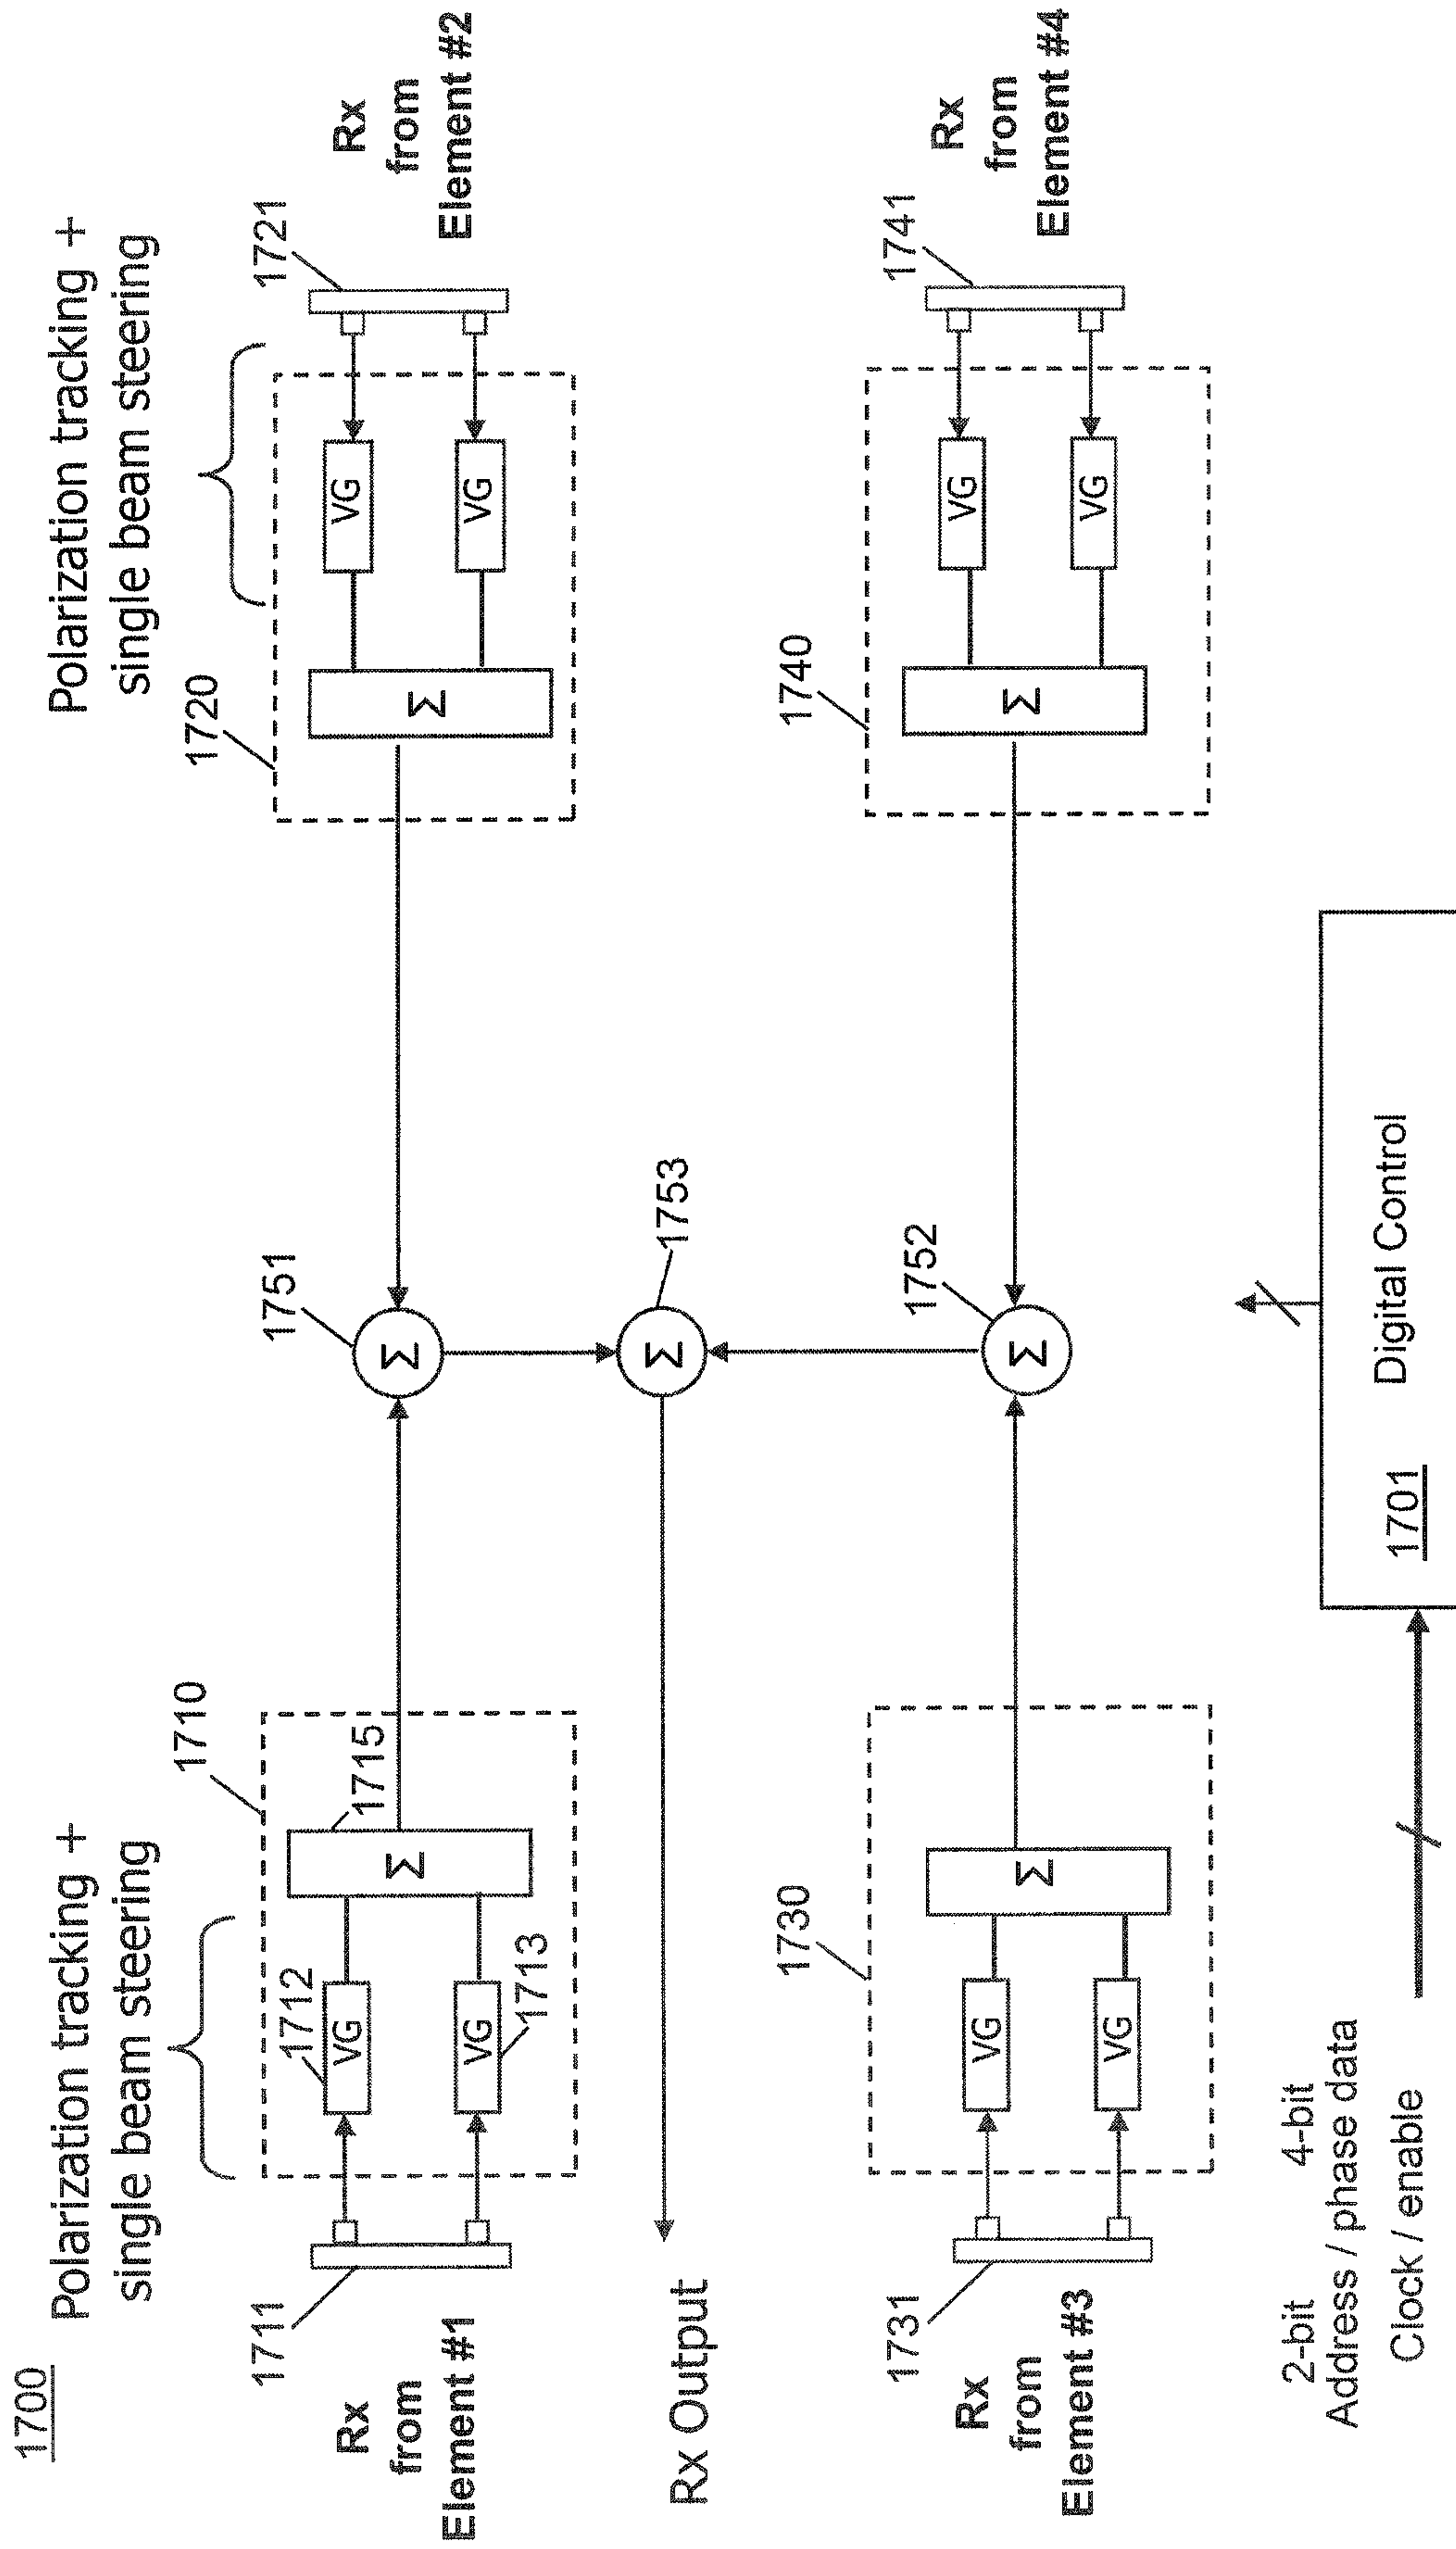 1700
Polarization tracking +
single beam steering
Polarization tracking +
single beam steering
1710
1720
1711
1712
VG
VG
1713
1715
Σ
Rx
from
Element #1
1751
Σ
Σ
VG
VG
1721
Rx
from
Element #2
Rx Output
Σ
1753
1730
1731
VG
VG
Σ
Rx
from
Element #3
1752
Σ
1740
Σ
VG
VG
1741
Rx
from
Element #4
2-bit 4-bit
Address / phase data
Clock / enable
Digital Control
1701